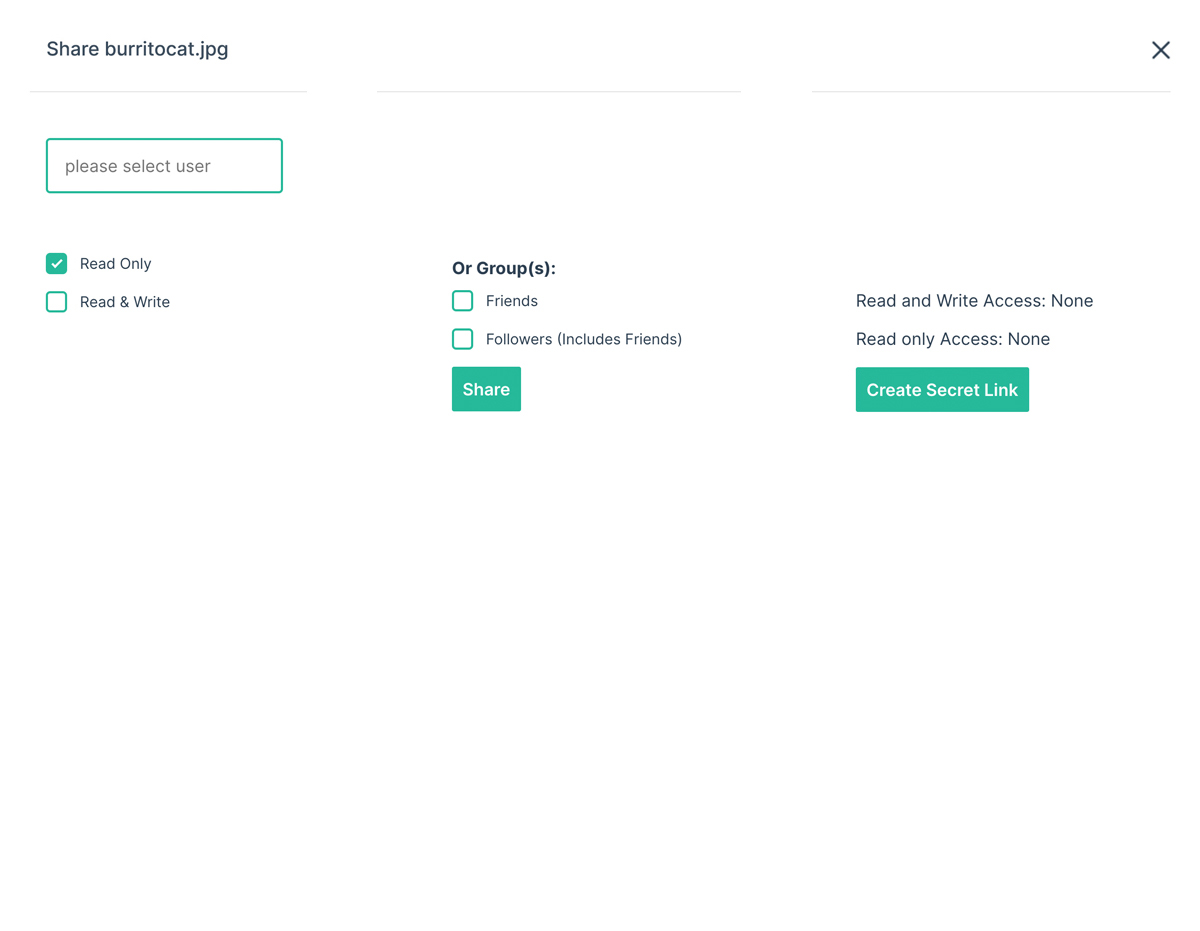 Share burritocat.jpg
please select user
Read Only
Read & Write
Or Group(s):
Friends
Followers (Includes Friends)
Share
Read and Write Access: None
Read only Access: None
Create Secret Link